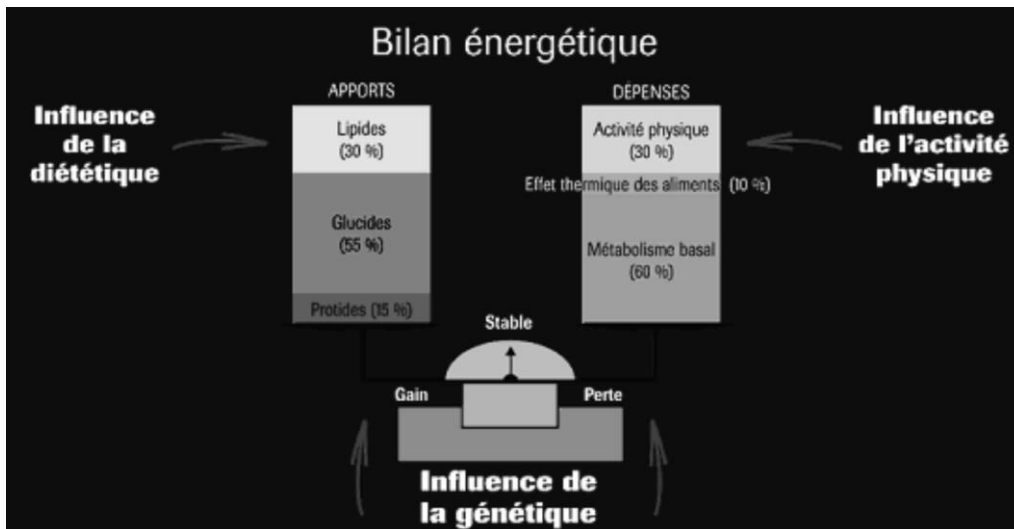 Bilan énergétique
APPORTS
DÉPENSES
Influence
de la
diététique
Lipides
(30 %)
Glucides
(55 %)
Protides (15 %)
Activité physique
(30 %)
Effet thermique des aliments (10 %)
Métabolisme basal
(60 %)
Influence
de l'activité
physique
Stable
Gain
Perte
Influence de
la génétique